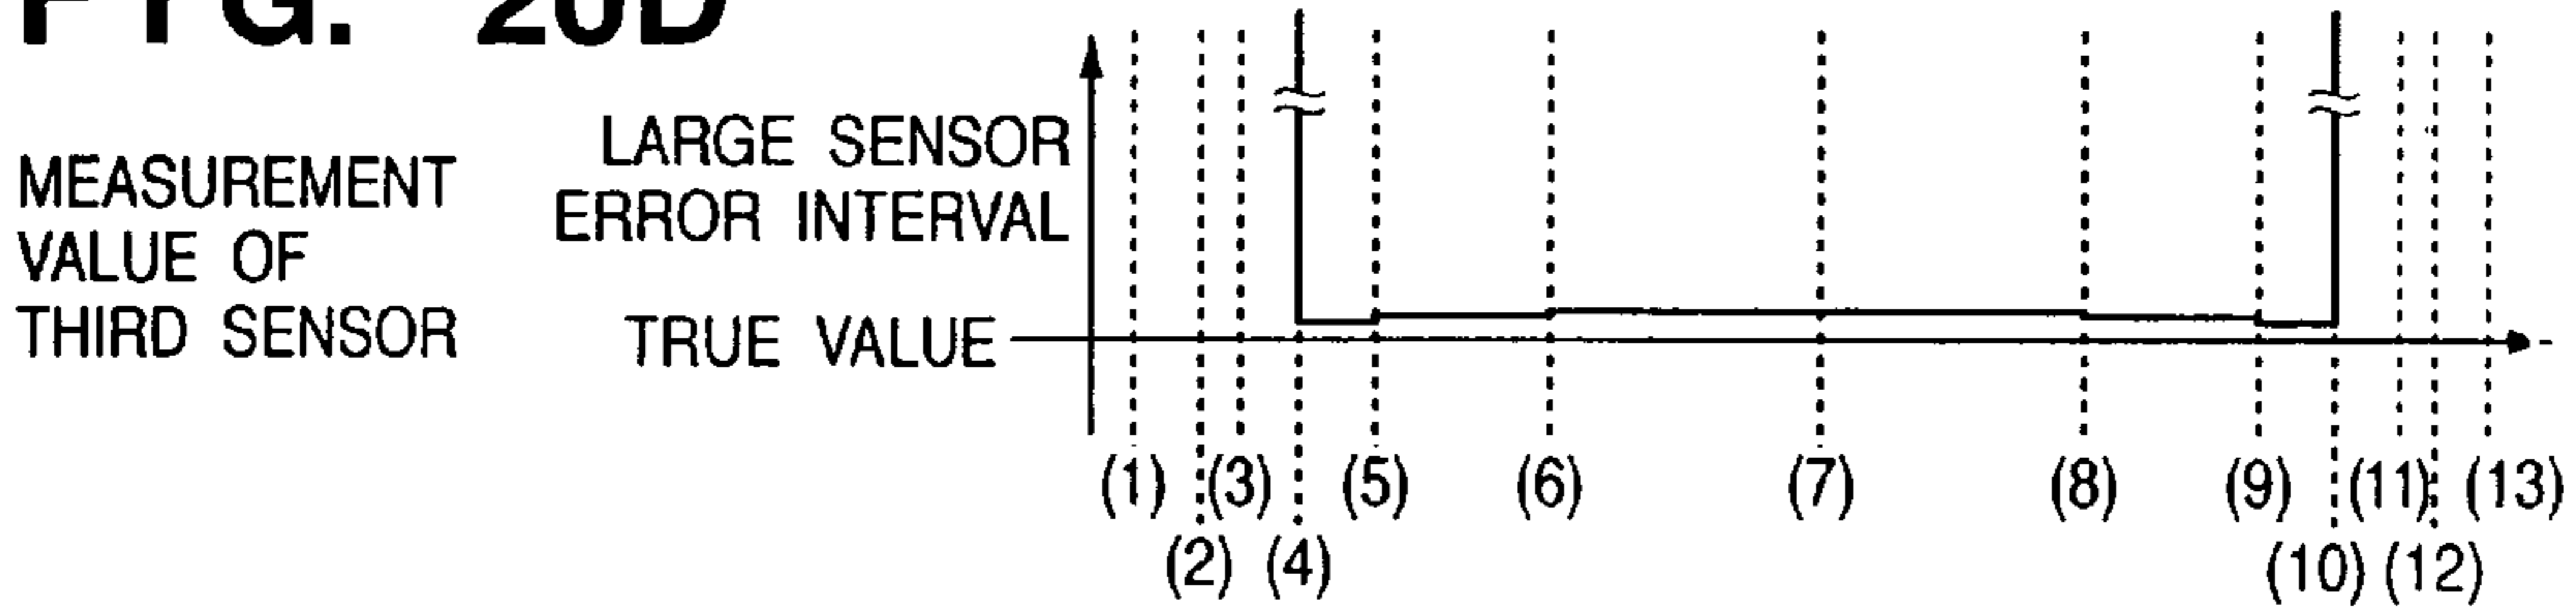 FIG. 20D
MEASUREMENT
VALUE OF
THIRD SENSOR
LARGE SENSOR
ERROR INTERVAL
TRUE VALUE
(1) (3) (5) (6) (7) (8) (9) (11) (13)
(2) (4) (10) (12)